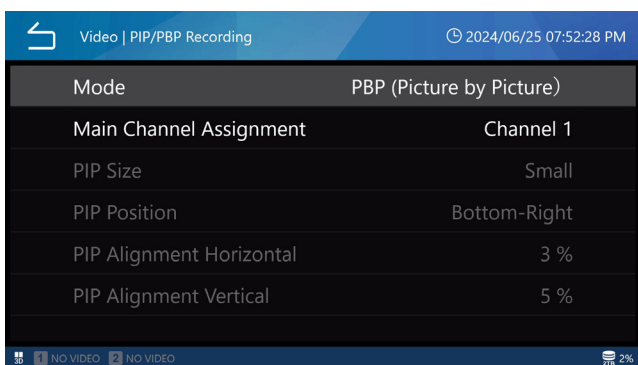 Video | PIP/PBP Recording 2024/06/25 07:52:28 PM
Mode PBP (Picture by Picture)
Main Channel Assignment Channel 1
PIP Size Small
PIP Position Bottom-Right
PIP Alignment Horizontal 3 %
PIP Alignment Vertical 5 %
3D 1 NO VIDEO 2 NO VIDEO 2TB 2%